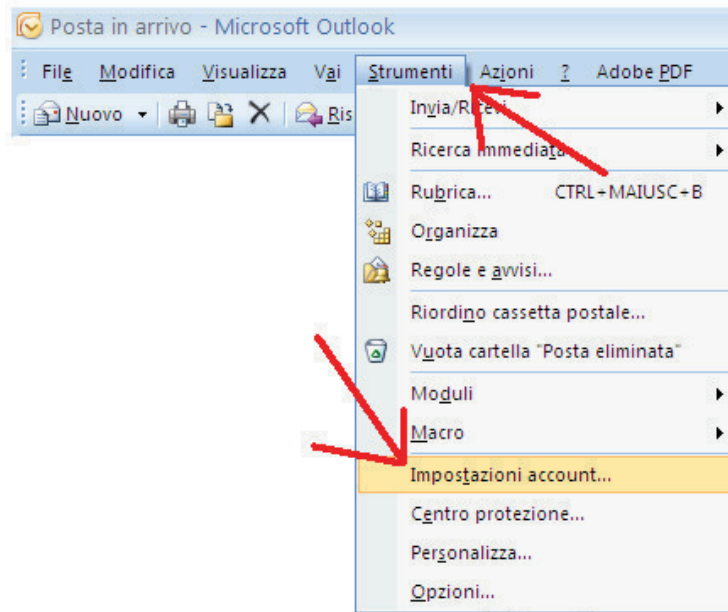 Posta in arrivo - Microsoft Outlook
File Modifica Visualizza Vai Strumenti Azioni ? Adobe PDF
Nuovo Ris
Invia/Ricevi
Ricerca immediata
Rubrica... CTRL+MAIUSC+B
Organizza
Regole e avvisi...
Riordino cassetta postale...
Vuota cartella "Posta eliminata"
Moduli
Macro
Impostazioni account...
Centro protezione...
Personalizza...
Opzioni...